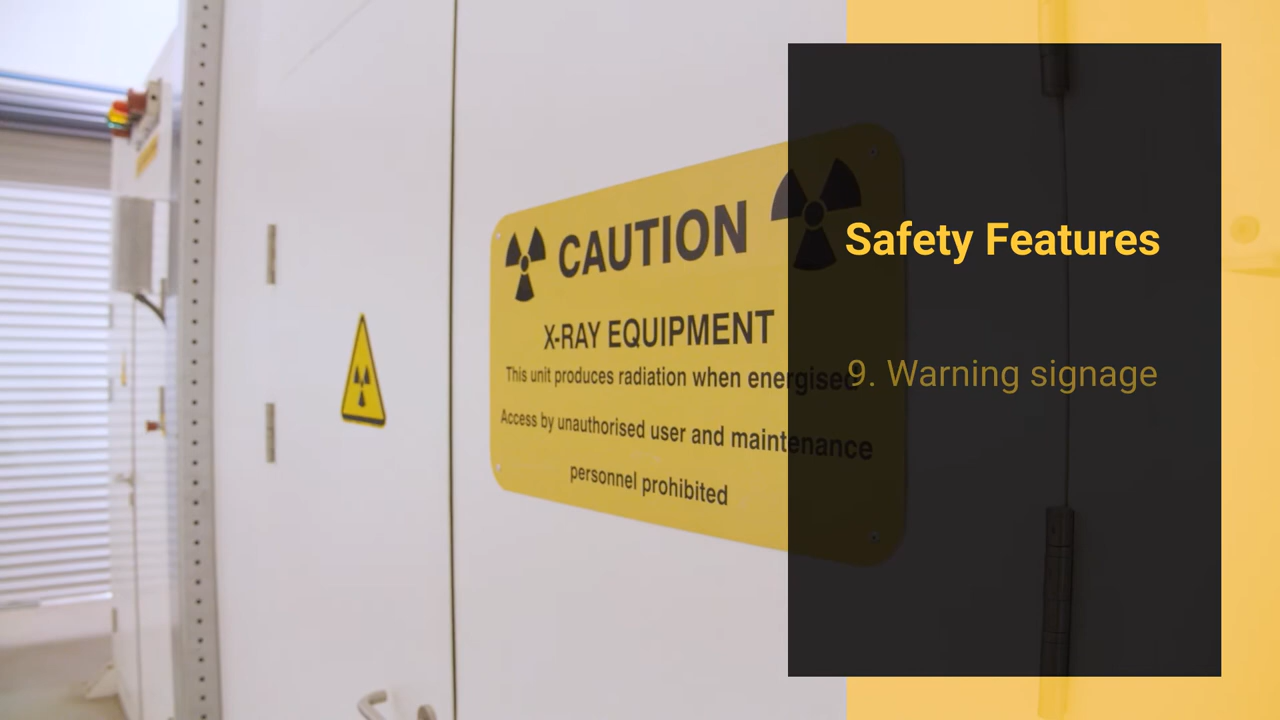 CAUTION
X-RAY EQUIPMENT
This unit produces radiation when energised
Access by unauthorised user and maintenance
personnel prohibited
Safety Features
9. Warning signage